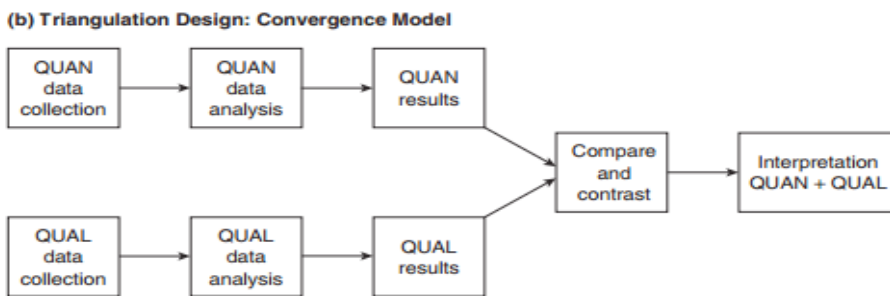 (b) Triangulation Design: Convergence Model
QUAN
data
collection
QUAN
data
analysis
QUAN
results
Compare
and
contrast
Interpretation
QUAN + QUAL
QUAL
data
collection
QUAL
data
analysis
QUAL
results